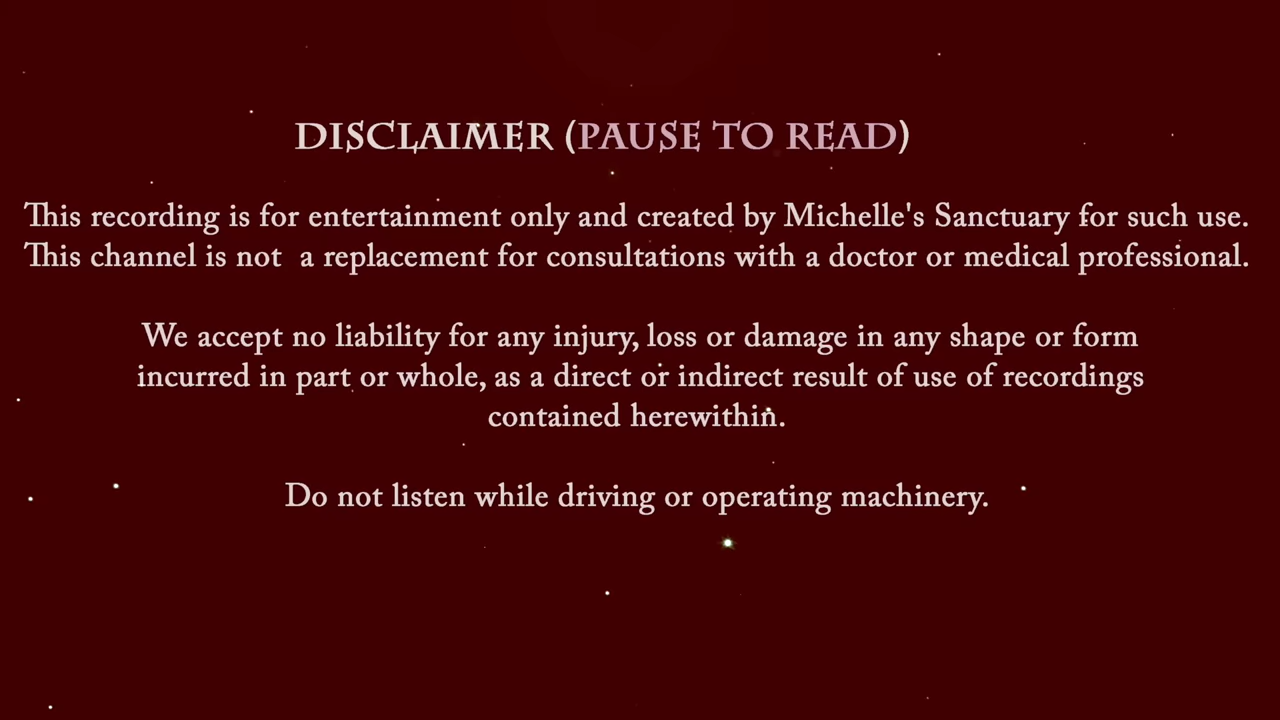 DISCLAIMER (PAUSE TO READ)
This recording is for entertainment only and created by Michelle's Sanctuary for such use.
This channel is not  a replacement for consultations with a doctor or medical professional.
We accept no liability for any injury, loss or damage in any shape or form
incurred in part or whole, as a direct or indirect result of use of recordings
contained herewithin.
Do not listen while driving or operating machinery.